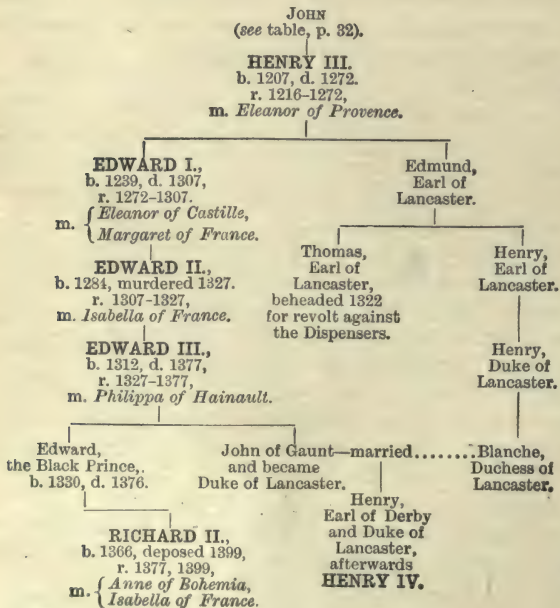 JOHN
(see table, p. 32).
HENRY III.
b. 1207, d. 1272.
r. 1216-1272,
m. Eleanor of Provence.
EDWARD I.,
b. 1239, d. 1307,
r. 1272-1307.
m. { Eleanor of Castille,
Margaret of France.
Edmund,
Earl of
Lancaster.
EDWARD II.,
b. 1284, murdered 1327.
r. 1307-1327,
m. Isabella of France.
Thomas,
Earl of
Lancaster,
beheaded 1322
for revolt against
the Dispensers.
Henry,
Earl of
Lancaster.
EDWARD III.,
b. 1312, d. 1377,
r. 1327-1377,
m. Philippa of Hainault.
Henry,
Duke of
Lancaster.
Edward,
the Black Prince,.
b. 1330, d. 1376.
John of Gaunt—married........Blanche,
and became
Duke of Lancaster.
Duchess of
Lancaster.
RICHARD II.,
b. 1366, deposed 1399,
r. 1377, 1399,
m. { Anne of Bohemia,
Isabella of France.
Henry,
Earl of Derby
and Duke of
Lancaster,
afterwards
HENRY IV.